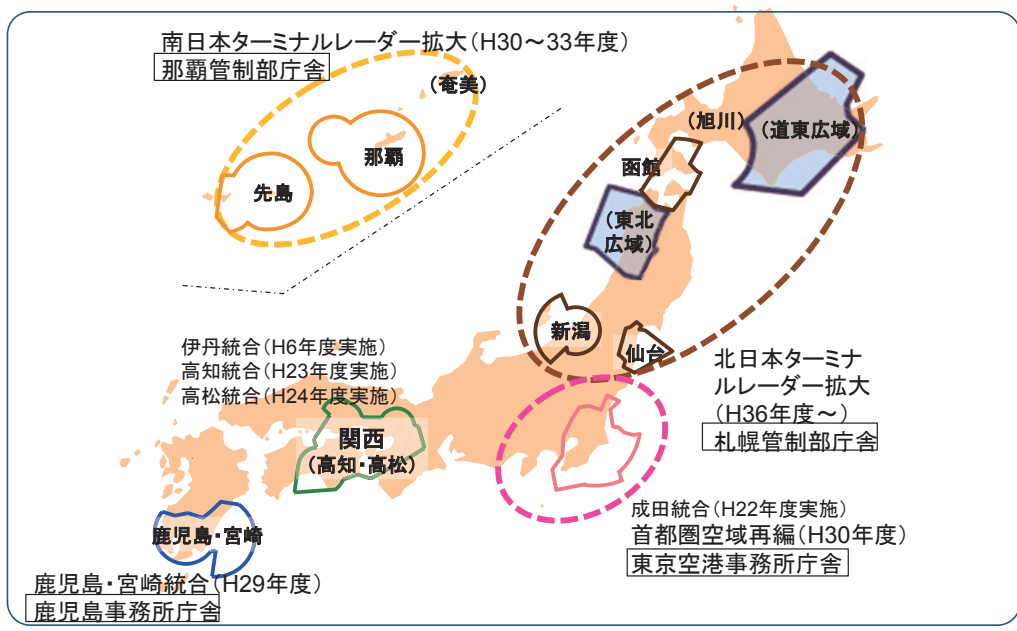 南日本ターミナルレーダー拡大(H30~33年度)
那覇管制部庁舎
(奄美)
那覇
先島
(旭川)
(道東広域)
函館
(東北
広域)
新潟
仙台
北日本ターミナ
ルレーダー拡大
(H36年度~)
札幌管制部庁舎
伊丹統合(H6年度実施)
高知統合(H23年度実施)
高松統合(H24年度実施)
関西
(高知・高松)
成田統合(H22年度実施)
首都圏空域再編(H30年度)
東京空港事務所庁舎
鹿児島・宮崎
鹿児島・宮崎統合(H29年度)
鹿児島事務所庁舎